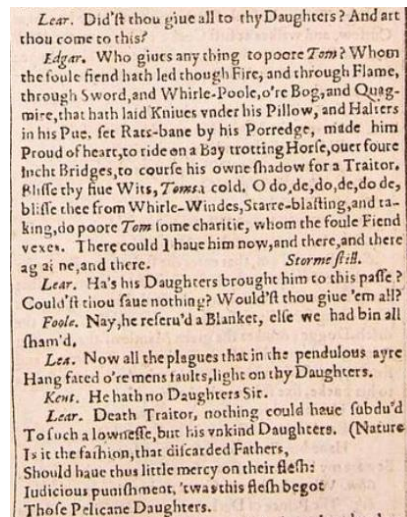 Lear. Did'ſt thou giue all to thy Daughters? And art
thou come to this?
Edgar. Who giues any thing to poore Tom? Whom
the foule fiend hath led though Fire, and through Flame,
through Sword, and Whirle-Poole, o're Bog, and Quag-
mire, that hath laid Kniues vnder his Pillow, and Halters
in his Pue, ſet Rats-bane by his Porredge, made him
Proud of heart, to ride on a Bay trotting Horſe, ouer foure
incht Bridges, to courſe his owne ſhadow for a Traitor.
Bliſſe thy fiue Wits, Toms a cold. O do, de, do, de, do de,
bliſſe thee from Whirle-Windes, Starre-blaſting, and ta-
king, do poore Tom ſome charitie, whom the foule Fiend
vexes. There could I haue him now, and there, and there
ag ai ne, and there. Storme ſtill.
Lear. Ha's his Daughters brought him to this paſſe?
Could'ſt thou ſaue nothing? Would'ſt thou giue 'em all?
Foole. Nay, he reſeru'd a Blanket, elſe we had bin all
ſham'd.
Lea. Now all the plagues that in the pendulous ayre
Hang fated o're mens faults, light on thy Daughters.
Kent. He hath no Daughters Sir.
Lear. Death Traitor, nothing could haue ſubdu'd
To ſuch a lowneſſe, but his vnkind Daughters. (Nature
Is it the faſhion, that diſcarded Fathers,
Should haue thus little mercy on their fleſh:
Iudicious puniſhment, 'twas this fleſh begot
Thoſe Pelicane Daughters.